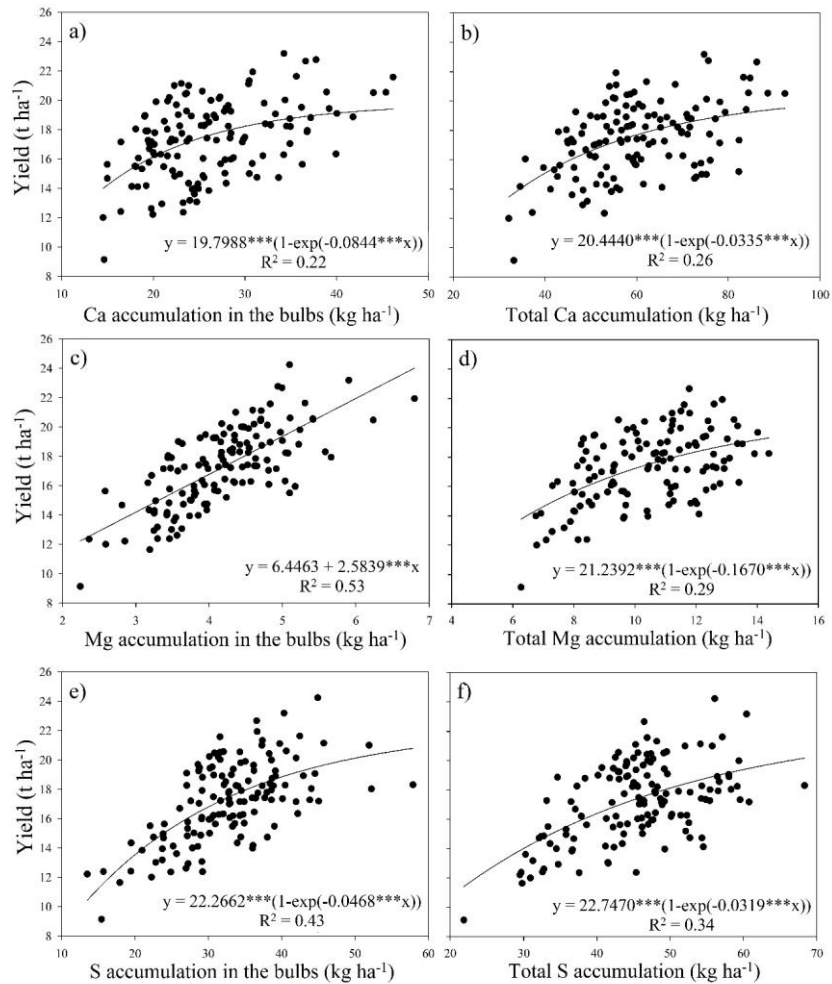 a)
b)
26
24
22
20
18
16
14
12
10
8
6
Yield (t ha⁻¹)
y = 19.7988***(1-exp(-0.0844***x))
R² = 0.22
y = 20.4440***(1-exp(-0.0335***x))
R² = 0.26
10 20 30 40 50
20 40 60 80 100
Ca accumulation in the bulbs (kg ha⁻¹)
Total Ca accumulation (kg ha⁻¹)
c)
d)
26
24
22
20
18
16
14
12
10
8
6
Yield (t ha⁻¹)
y = 6.4463 + 2.5839***x
R² = 0.53
y = 21.2392***(1-exp(-0.1670***x))
R² = 0.29
2 3 4 5 6 7
4 6 8 10 12 14 16
Mg accumulation in the bulbs (kg ha⁻¹)
Total Mg accumulation (kg ha⁻¹)
e)
f)
26
24
22
20
18
16
14
12
10
8
Yield (t ha⁻¹)
y = 22.2662***(1-exp(-0.0468***x))
R² = 0.43
y = 22.7470***(1-exp(-0.0319***x))
R² = 0.34
10 20 30 40 50 60
20 30 40 50 60 70
S accumulation in the bulbs (kg ha⁻¹)
Total S accumulation (kg ha⁻¹)